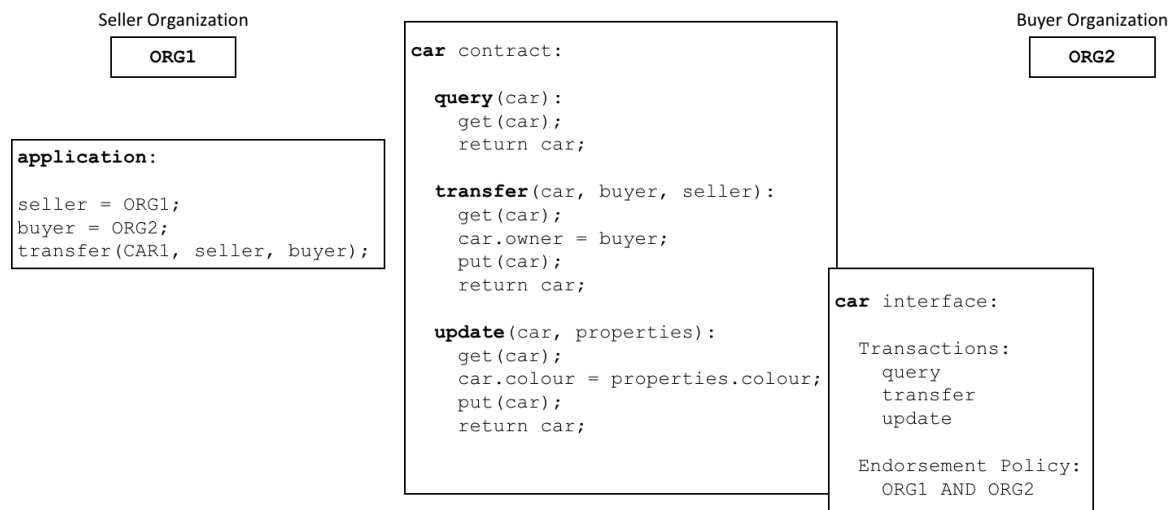 Seller Organization
ORG1
application:
seller = ORG1;
buyer = ORG2;
transfer(CAR1, seller, buyer);
car contract:
query(car):
get(car);
return car;
transfer(car, buyer, seller):
get(car);
car.owner = buyer;
put(car);
return car;
update(car, properties):
get(car);
car.colour = properties.colour;
put(car);
return car;
Buyer Organization
ORG2
car interface:
Transactions:
query
transfer
update
Endorsement Policy:
ORG1 AND ORG2